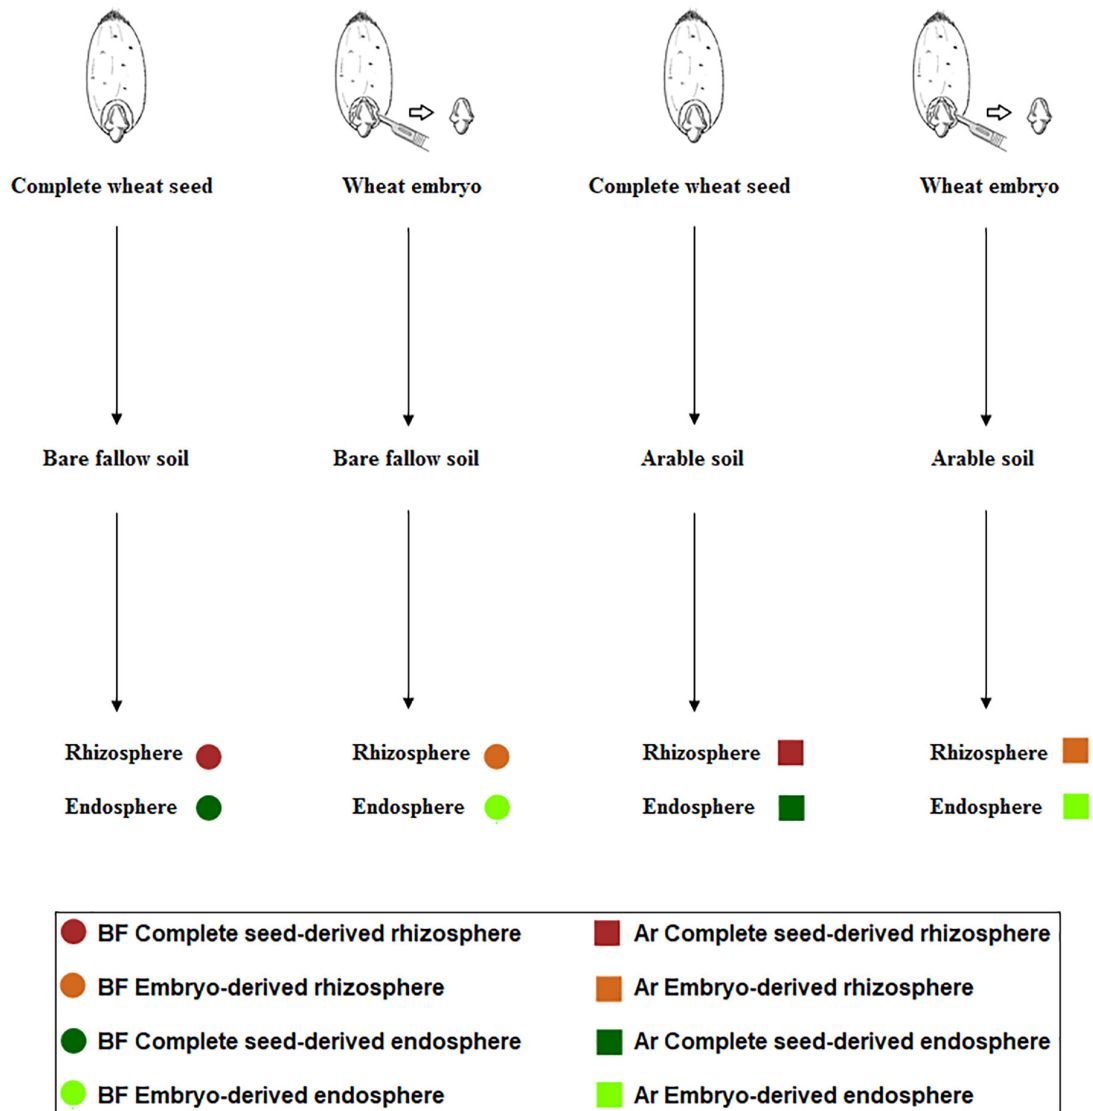 Complete wheat seed Wheat embryo Complete wheat seed Wheat embryo
Bare fallow soil Bare fallow soil Arable soil Arable soil
Rhizosphere Rhizosphere Rhizosphere Rhizosphere
Endosphere Endosphere Endosphere Endosphere
BF Complete seed-derived rhizosphere Ar Complete seed-derived rhizosphere
BF Embryo-derived rhizosphere Ar Embryo-derived rhizosphere
BF Complete seed-derived endosphere Ar Complete seed-derived endosphere
BF Embryo-derived endosphere Ar Embryo-derived endosphere